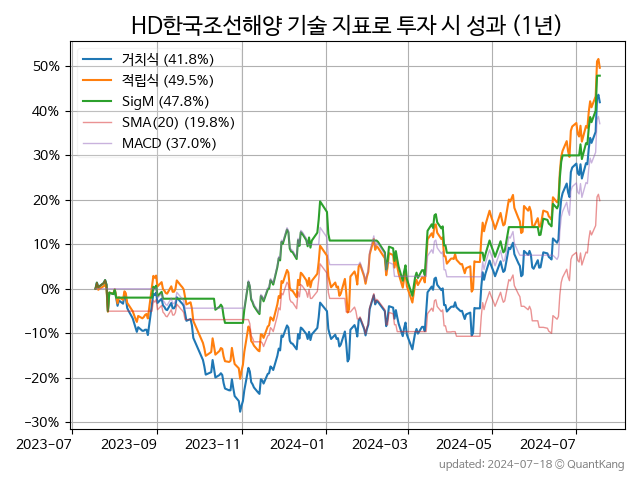 HD한국조선해양 기술 지표로 투자 시 성과 (1년)
거치식 (41.8%)
적립식 (49.5%)
SigM (47.8%)
SMA(20) (19.8%)
MACD (37.0%)
50%
40%
30%
20%
10%
0%
−10%
−20%
−30%
2023-07 2023-09 2023-11 2024-01 2024-03 2024-05 2024-07
updated: 2024-07-18 ⓒ QuantKang